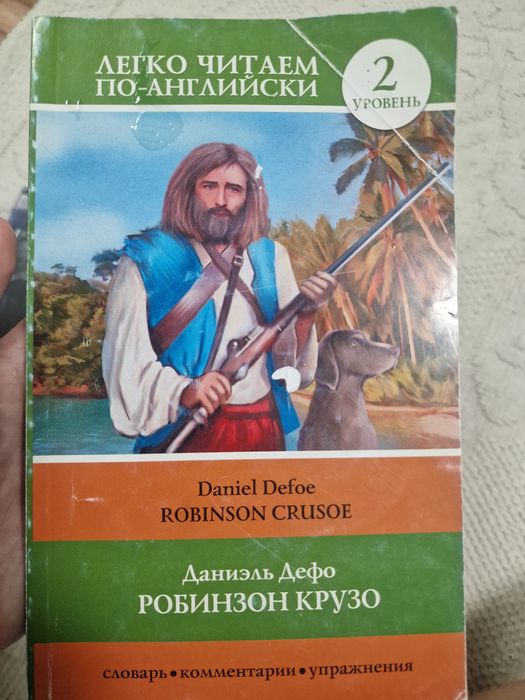 ЛЕГКО ЧИТАЕМ
ПО-АНГЛИЙСКИ
2
УРОВЕНЬ
Daniel Defoe
ROBINSON CRUSOE
Даниэль Дефо
РОБИНЗОН КРУЗО
словарь • комментарии • упражнения